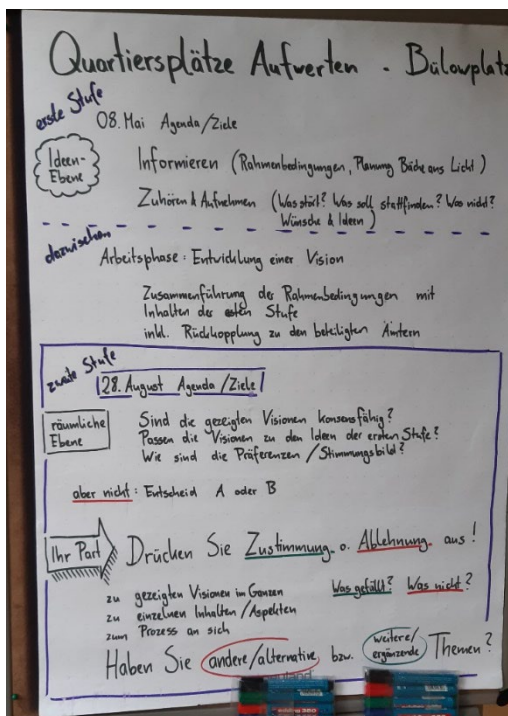 Quartiersplätze Aufwerten - Bülowplatz
erste Stufe
08. Mai Agenda/Ziele
Ideen-
Ebene
Informieren (Rahmenbedingungen, Planung Bäche ans Licht)
Zuhören & Aufnehmen (Was stört? Was soll stattfinden? Was nicht?
Wünsche & Ideen)
dazwischen
Arbeitsphase: Entwicklung einer Vision
Zusammenführung der Rahmenbedingungen mit
Inhalten der ersten Stufe
inkl. Rückkopplung zu den beteiligten Ämtern
zweite Stufe
28. August Agenda/Ziele
räumliche
Ebene
Sind die gezeigten Visionen konsensfähig?
Passen die Visionen zu den Ideen der ersten Stufe?
Wie sind die Präferenzen / Stimmungsbild?
aber nicht: Entscheid A oder B
Ihr Part
Drücken Sie Zustimmung o. Ablehnung aus!
zu gezeigten Visionen im Ganzen
zu einzelnen Inhalten/Aspekten
zum Prozess an sich
Was gefällt? Was nicht?
Haben Sie andere/alternative bzw. weitere/
ergänzende Themen?